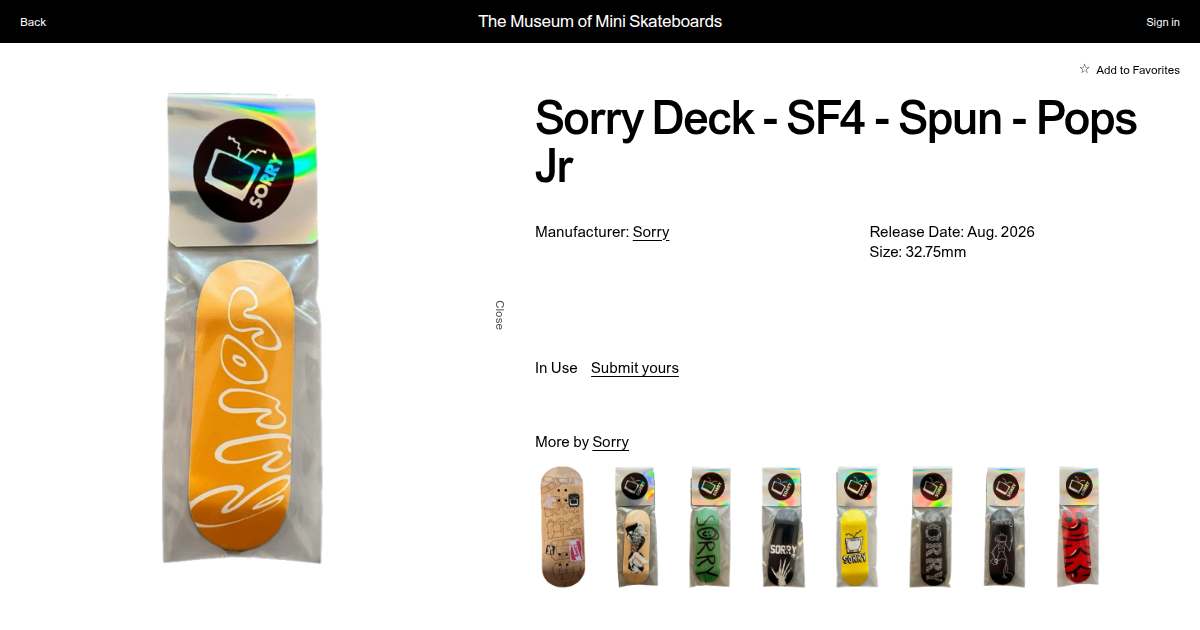 Back
The Museum of Mini Skateboards
Sign in
☆ Add to Favorites
SORRY
SORRY
Close
Sorry Deck - SF4 - Spun - Pops
Jr
Manufacturer: Sorry
Release Date: Aug. 2026
Size: 32.75mm
In Use Submit yours
More by Sorry
SORRY
SORRY
SORRY
SORRY
SORRY